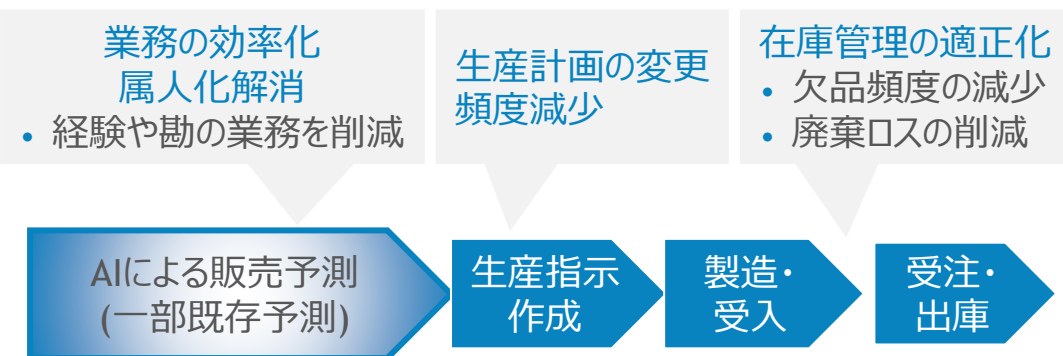 業務の効率化
属人化解消
• 経験や勘の業務を削減
生産計画の変更
頻度減少
在庫管理の適正化
• 欠品頻度の減少
• 廃棄ロスの削減
AIによる販売予測
(一部既存予測)
生産指示
作成
製造・
受入
受注・
出庫